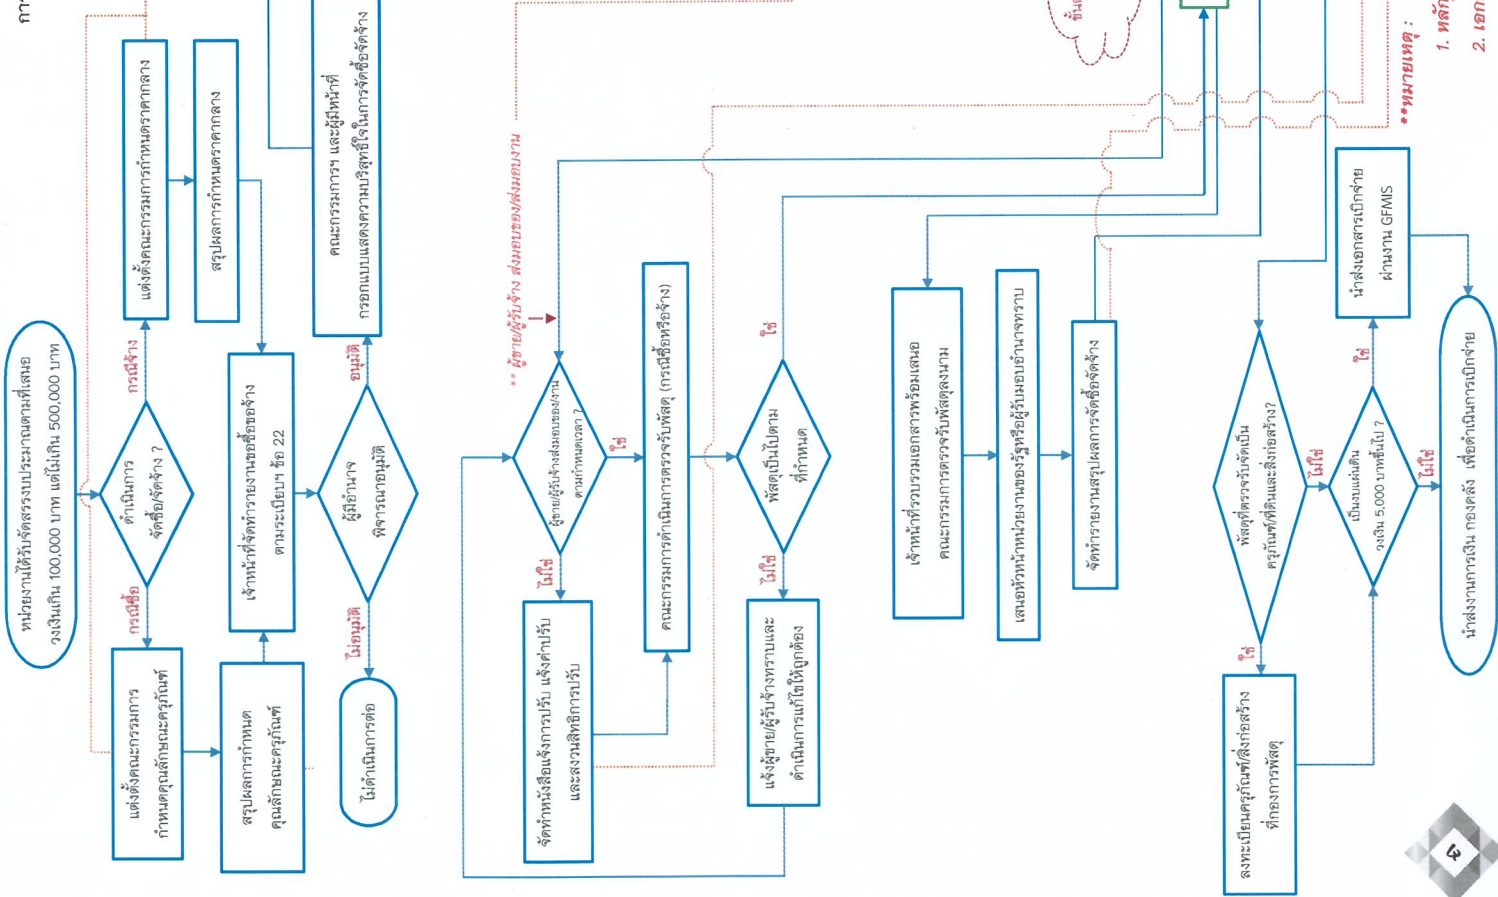 การ
หน่วยงานได้รับจัดสรรงบประมาณตามที่เสนอ
วงเงินเกิน 100,000 บาท แต่ไม่เกิน 500,000 บาท
ดำเนินการ
จัดซื้อ/จัดจ้าง ?
กรณีซื้อ
กรณีจ้าง
แต่งตั้งคณะกรรมการ
กำหนดคุณลักษณะครุภัณฑ์
แต่งตั้งคณะกรรมการกำหนดราคากลาง
สรุปผลการกำหนด
คุณลักษณะครุภัณฑ์
สรุปผลการกำหนดราคากลาง
เจ้าหน้าที่จัดทำรายงานขอซื้อขอจ้าง
ตามระเบียบฯ ข้อ 22
ผู้มีอำนาจ
พิจารณาอนุมัติ
ไม่อนุมัติ
อนุมัติ
ไม่ดำเนินการต่อ
คณะกรรมการฯ และผู้มีหน้าที่
กรอกแบบแสดงความบริสุทธิ์ใจในการจัดซื้อจัดจ้าง
** ผู้ขาย/ผู้รับจ้าง ส่งมอบของ/ส่งมอบงาน
ผู้ขาย/ผู้รับจ้างส่งมอบของ/งาน
ตามกำหนดเวลา ?
ไม่ใช่
ใช่
จัดทำหนังสือแจ้งการปรับ แจ้งค่าปรับ
และสงวนสิทธิการปรับ
คณะกรรมการดำเนินการตรวจรับพัสดุ (กรณีซื้อหรือจ้าง)
พัสดุเป็นไปตาม
ที่กำหนด
ไม่ใช่
ใช่
แจ้งผู้ขาย/ผู้รับจ้างทราบและ
ดำเนินการแก้ไขให้ถูกต้อง
เจ้าหน้าที่รวบรวมเอกสารพร้อมเสนอ
คณะกรรมการตรวจรับพัสดุลงนาม
เสนอหัวหน้าหน่วยงานของรัฐหรือผู้รับมอบอำนาจทราบ
จัดทำรายงานสรุปผลการจัดซื้อจัดจ้าง
พัสดุที่ตรวจรับจัดเป็น
ครุภัณฑ์/ที่ดินและสิ่งก่อสร้าง?
ใช่
ไม่ใช่
ลงทะเบียนครุภัณฑ์/สิ่งก่อสร้าง
ที่กองการพัสดุ
เป็นงบแผ่นดิน
วงเงิน 5,000 บาทขึ้นไป ?
ใช่
ไม่ใช่
นำส่งเอกสารเบิกจ่าย
ผ่านงาน GFMIS
นำส่งงานการเงิน กองคลัง เพื่อดำเนินการเบิกจ่าย
**หมายเหตุ :
1. หลัก
2. เอก